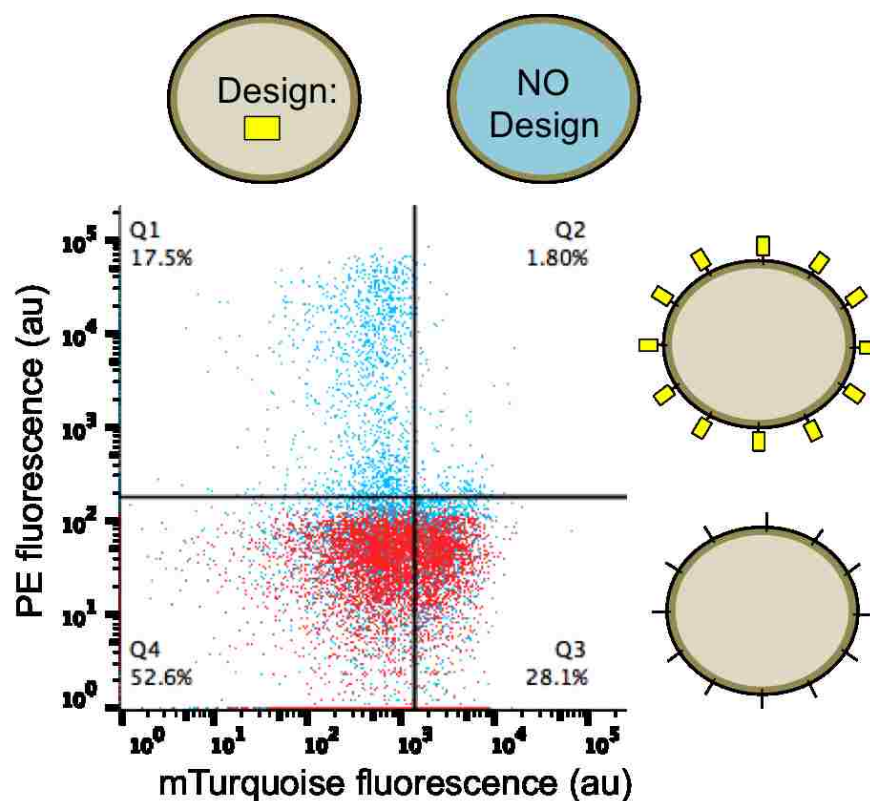 Design:
NO
Design
Q1
17.5%
Q2
1.80%
Q4
52.6%
Q3
28.1%
PE fluorescence (au)
10⁵
10⁴
10³
10²
10¹
10⁰
10⁰
10¹
10²
10³
10⁴
10⁵
mTurquoise fluorescence (au)